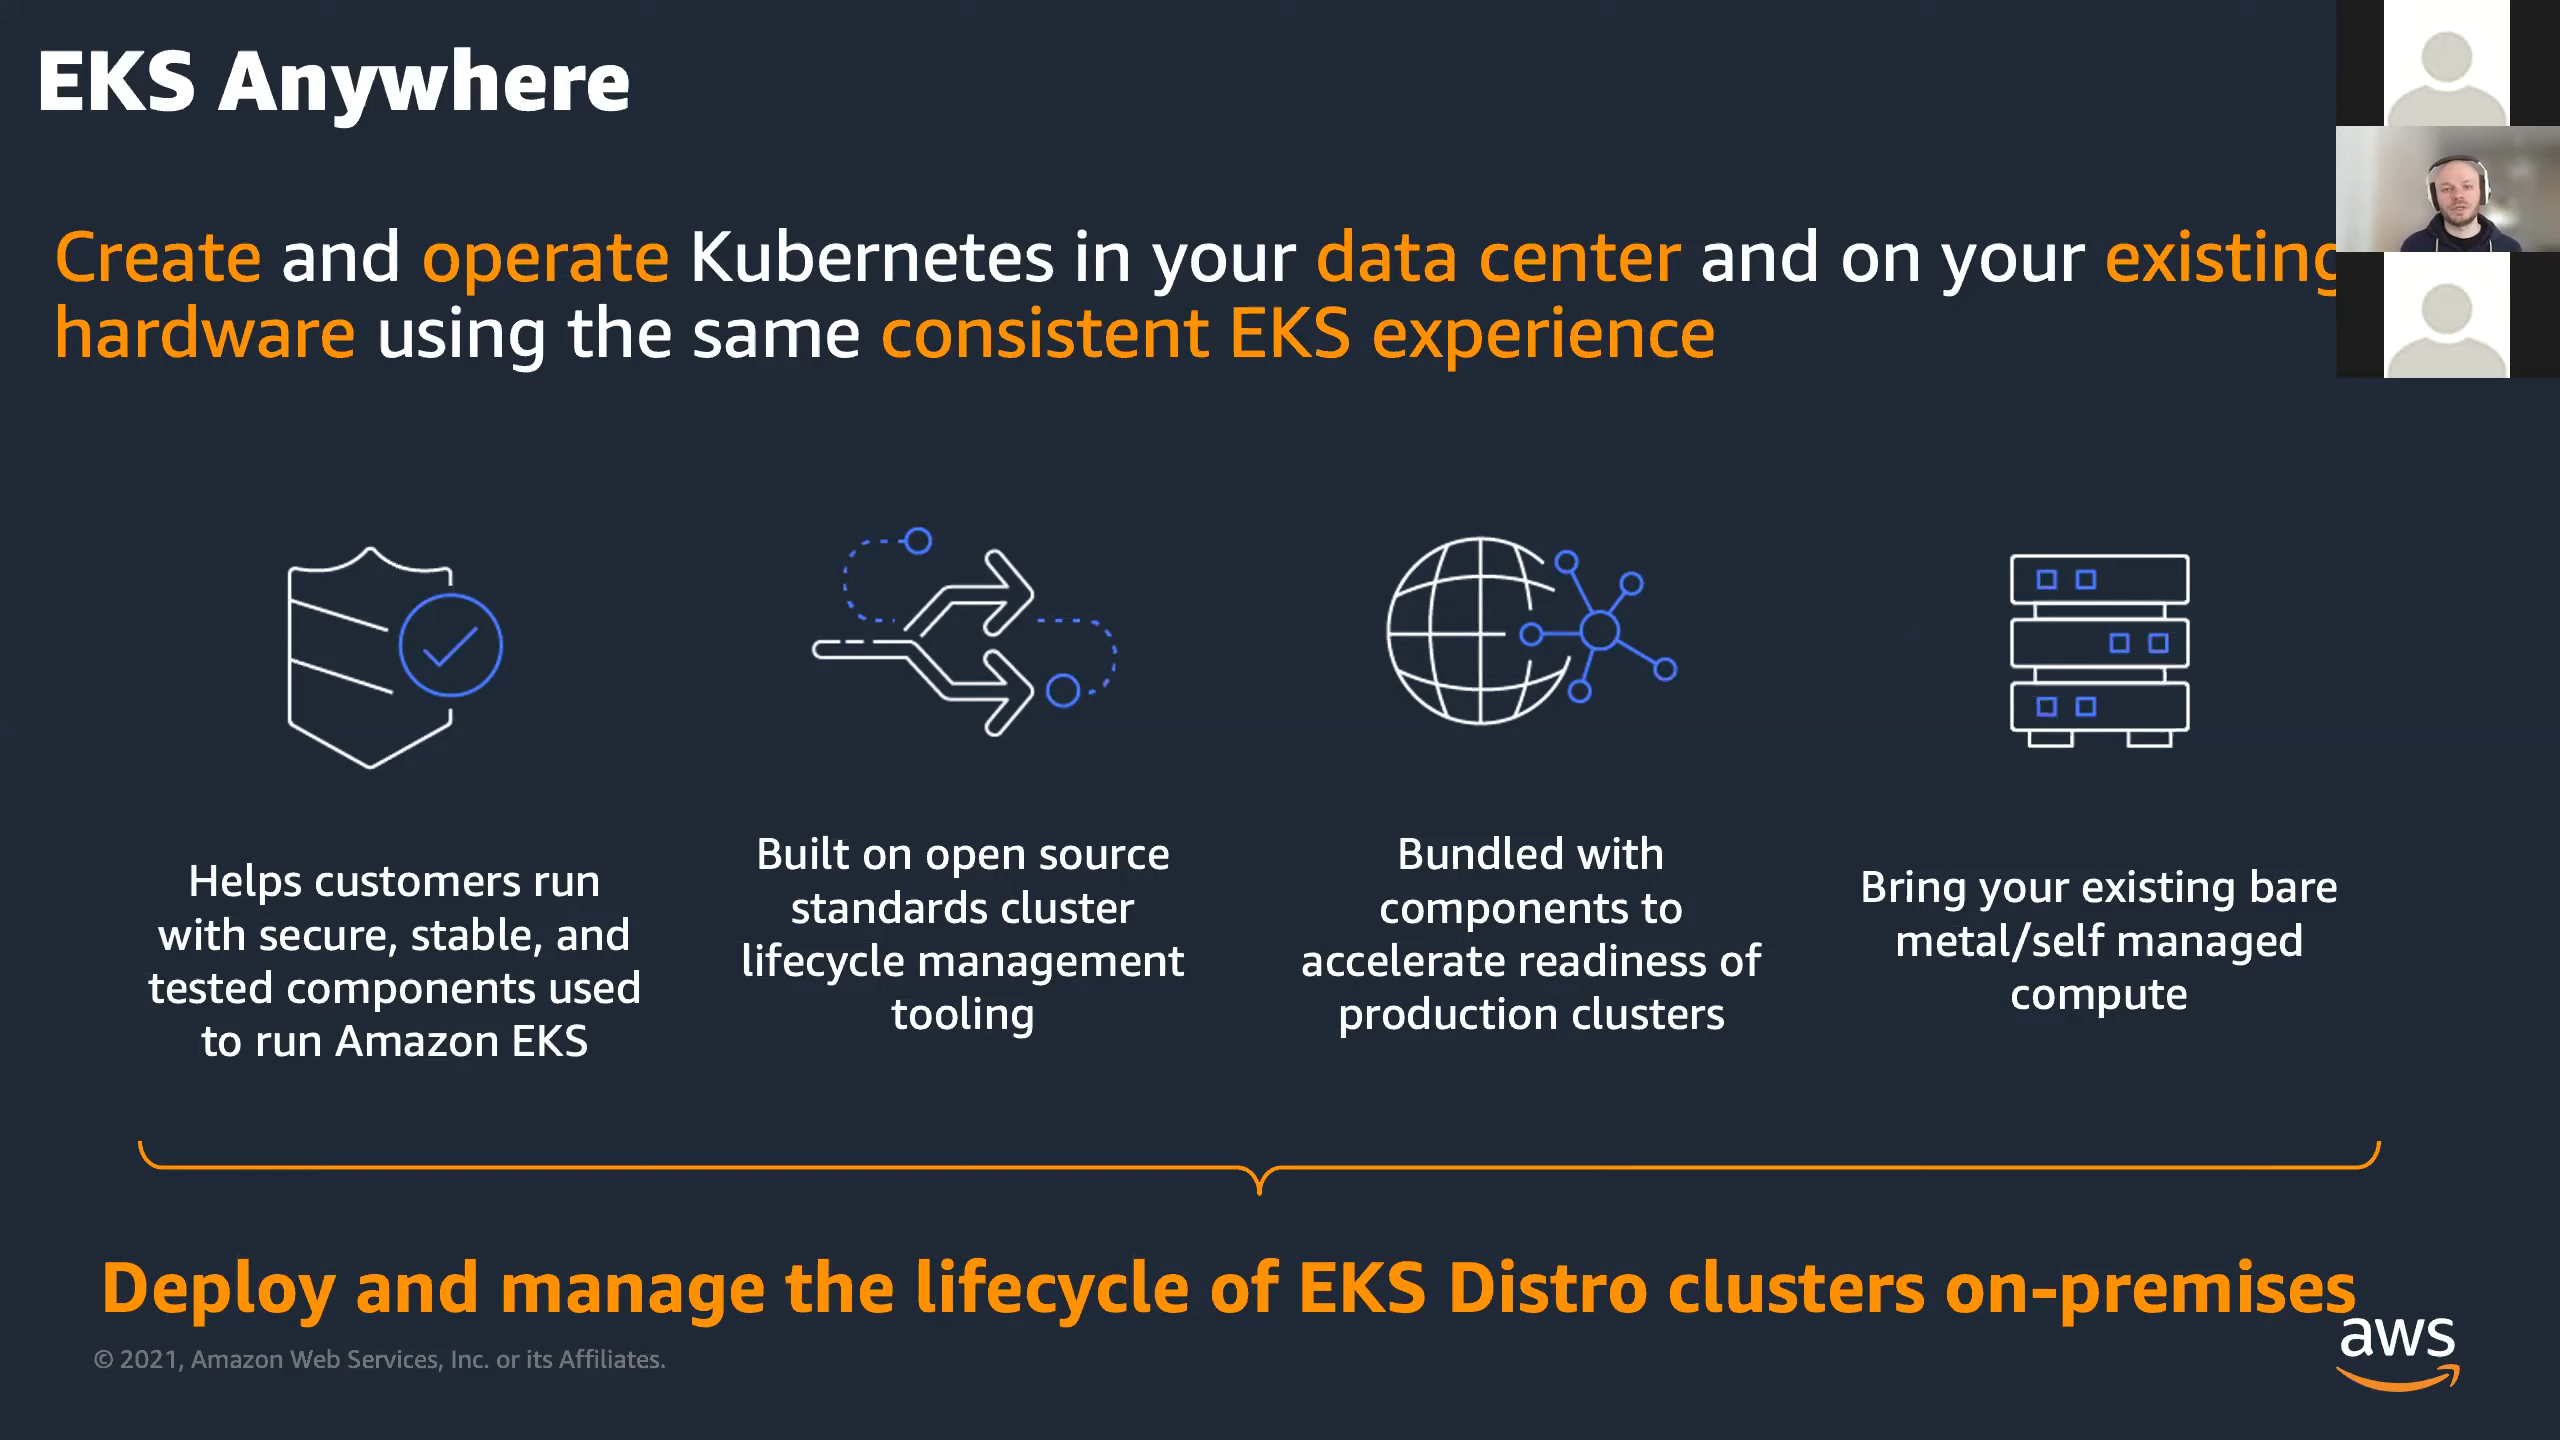 EKS Anywhere
Create and operate Kubernetes in your data center and on your existing
hardware using the same consistent EKS experience
Helps customers run
with secure, stable, and
tested components used
to run Amazon EKS
Built on open source
standards cluster
lifecycle management
tooling
Bundled with
components to
accelerate readiness of
production clusters
Bring your existing bare
metal/self managed
compute
Deploy and manage the lifecycle of EKS Distro clusters on-premises
© 2021, Amazon Web Services, Inc. or its Affiliates.
aws